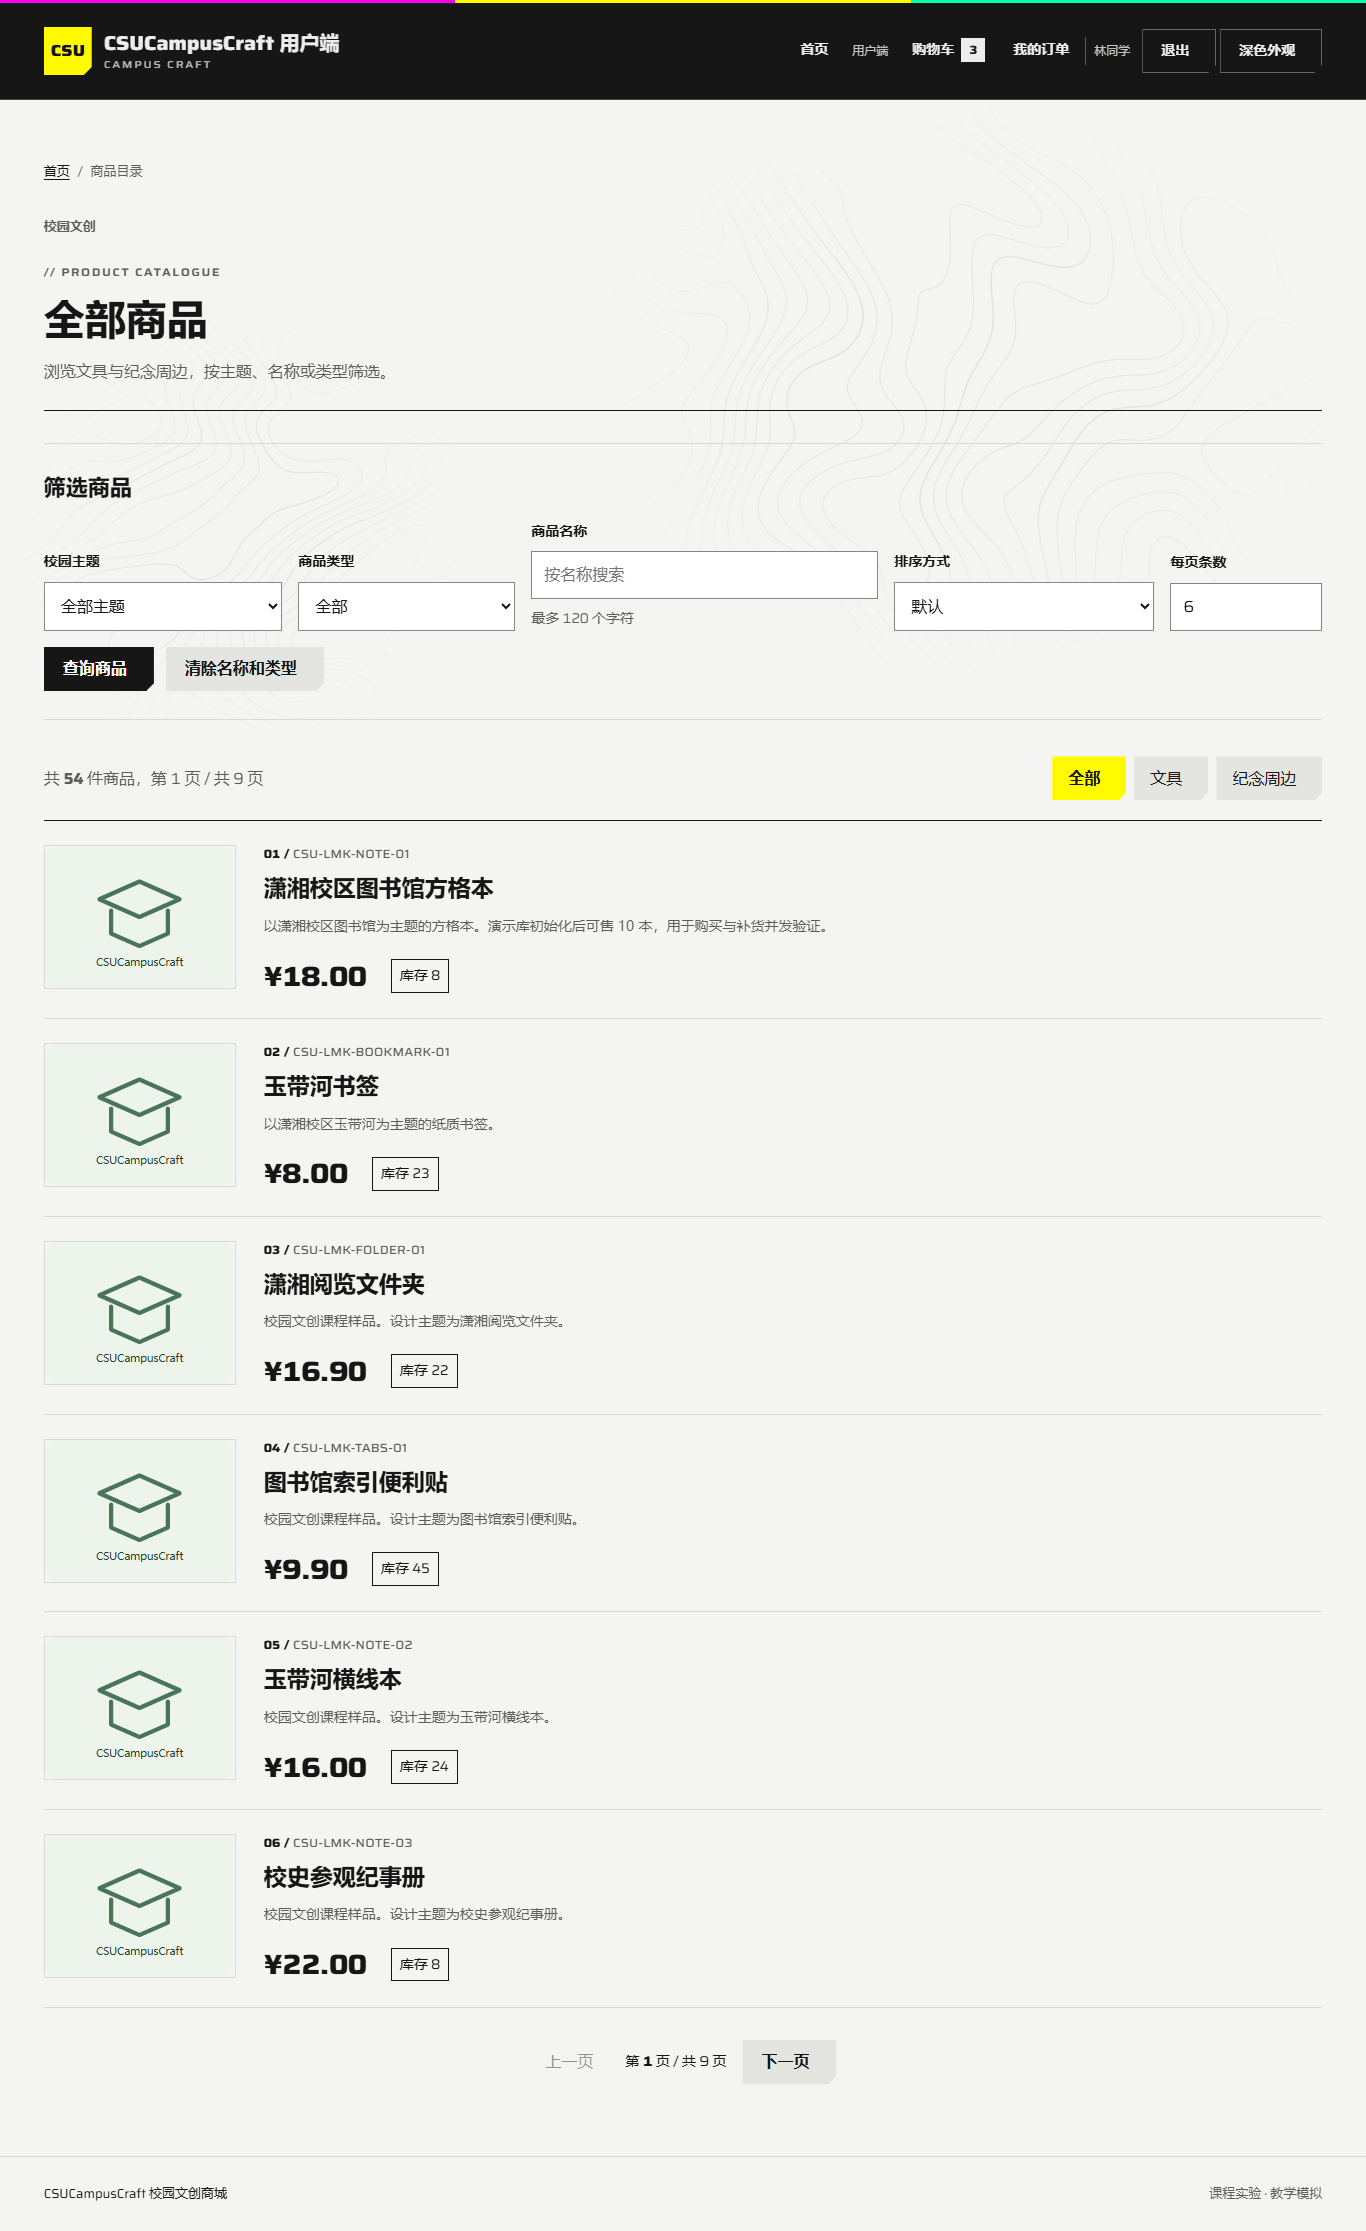 CSU
CSUCampusCraft 用户端
CAMPUS CRAFT
首页 用户端 购物车 3 我的订单 林同学 退出 深色外观
首页 / 商品目录
校园文创
// PRODUCT CATALOGUE
全部商品
浏览文具与纪念周边，按主题、名称或类型筛选。
筛选商品
校园主题 商品类型 商品名称 排序方式 每页条数
全部主题 全部 按名称搜索 默认 6
最多 120 个字符
查询商品 清除名称和类型
共 54 件商品，第 1 页 / 共 9 页
全部 文具 纪念周边
CSUCampusCraft
01 / CSU-LMK-NOTE-01
潇湘校区图书馆方格本
以潇湘校区图书馆为主题的方格本。演示库初始化后可售 10 本，用于购买与补货并发验证。
¥18.00 库存 8
CSUCampusCraft
02 / CSU-LMK-BOOKMARK-01
玉带河书签
以潇湘校区玉带河为主题的纸质书签。
¥8.00 库存 23
CSUCampusCraft
03 / CSU-LMK-FOLDER-01
潇湘阅览文件夹
校园文创课程样品。设计主题为潇湘阅览文件夹。
¥16.90 库存 22
CSUCampusCraft
04 / CSU-LMK-TABS-01
图书馆索引便利贴
校园文创课程样品。设计主题为图书馆索引便利贴。
¥9.90 库存 45
CSUCampusCraft
05 / CSU-LMK-NOTE-02
玉带河横线本
校园文创课程样品。设计主题为玉带河横线本。
¥16.00 库存 24
CSUCampusCraft
06 / CSU-LMK-NOTE-03
校史参观纪事册
校园文创课程样品。设计主题为校史参观纪事册。
¥22.00 库存 8
上一页 第 1 页 / 共 9 页 下一页
CSUCampusCraft 校园文创商城
课程实验 · 教学模拟